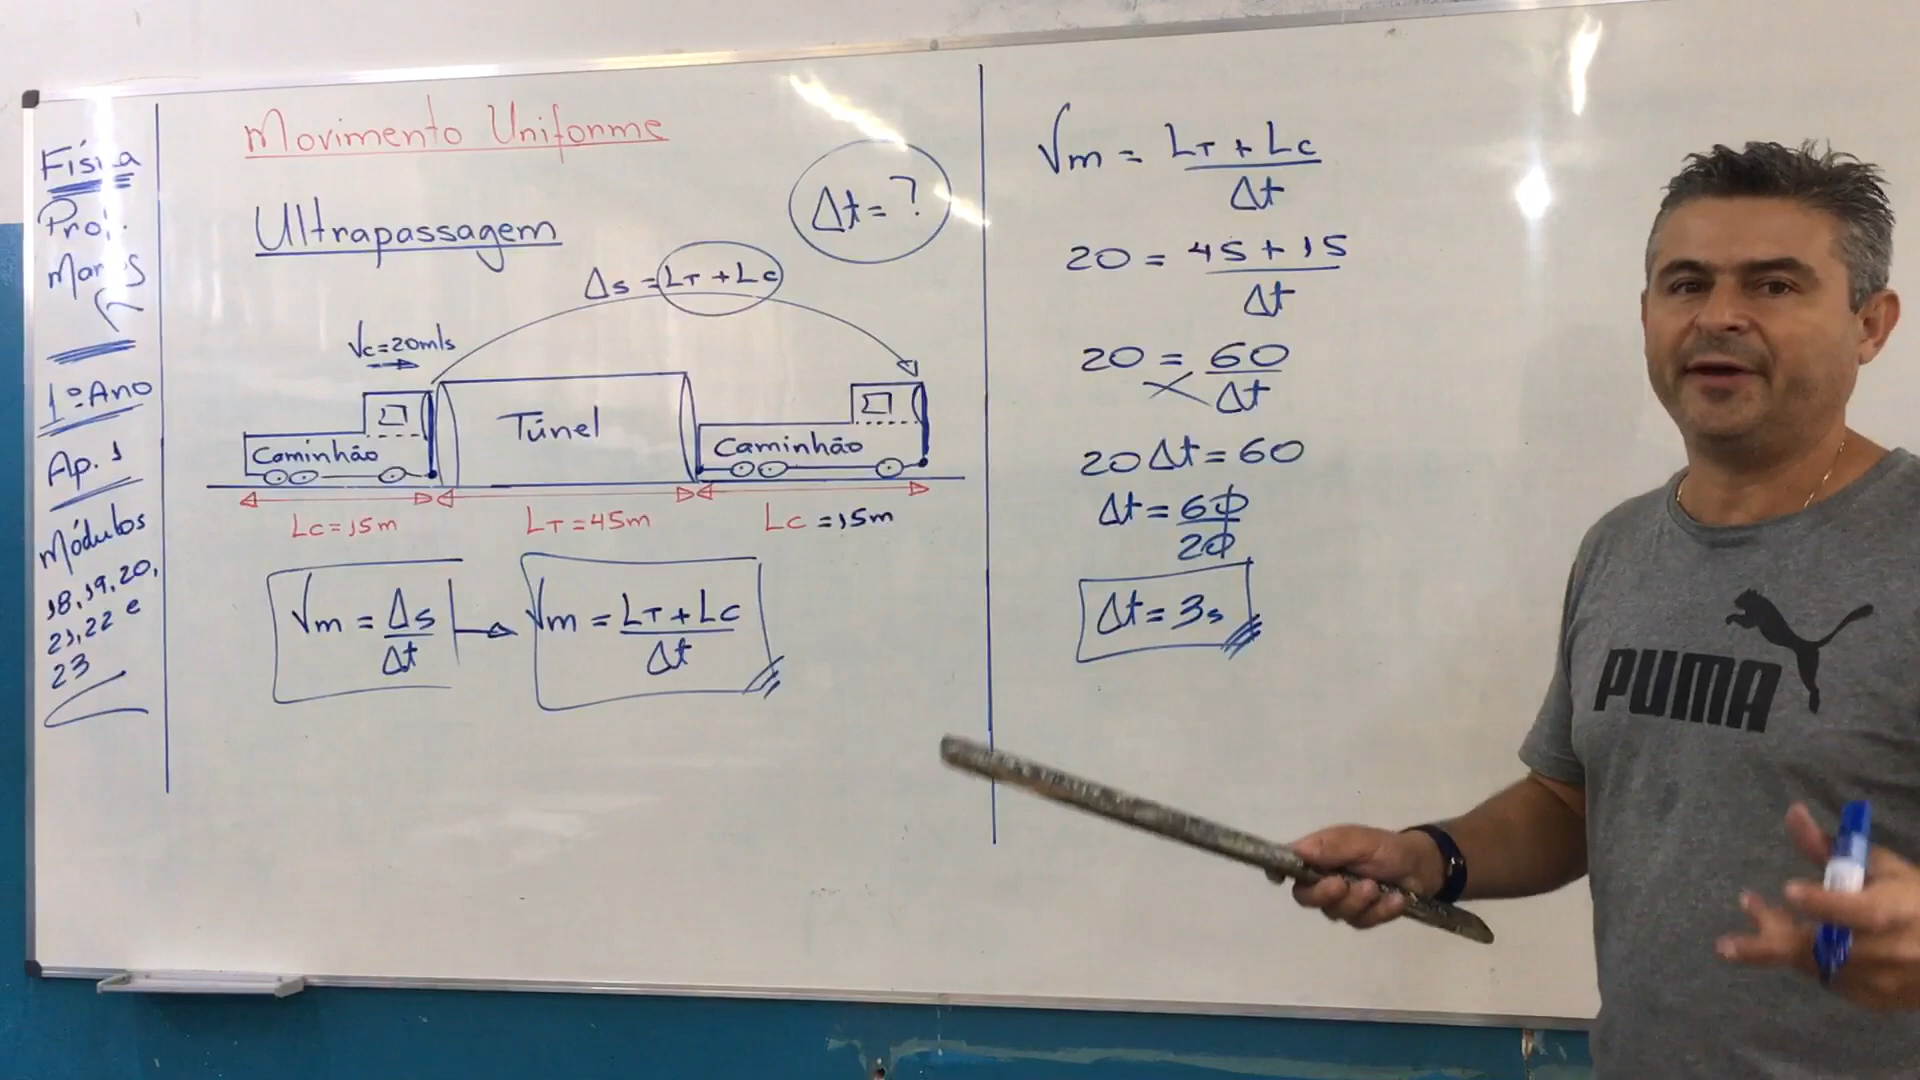 Física
Prof.
Marcos
1º Ano
Ap. 1
Módulos
18, 19, 20,
21, 22 e
23
Movimento Uniforme
Ultrapassagem
Δt = ?
Δs = LT + LC
Vc = 20m/s
Caminhão
Túnel
Caminhão
LC = 15m
LT = 45m
LC = 15m
Vm = Δs / Δt
Vm = LT + LC / Δt
Vm = LT + LC / Δt
20 = 45 + 15 / Δt
20 = 60 / Δt
20Δt = 60
Δt = 60 / 20
Δt = 3s
PUMA